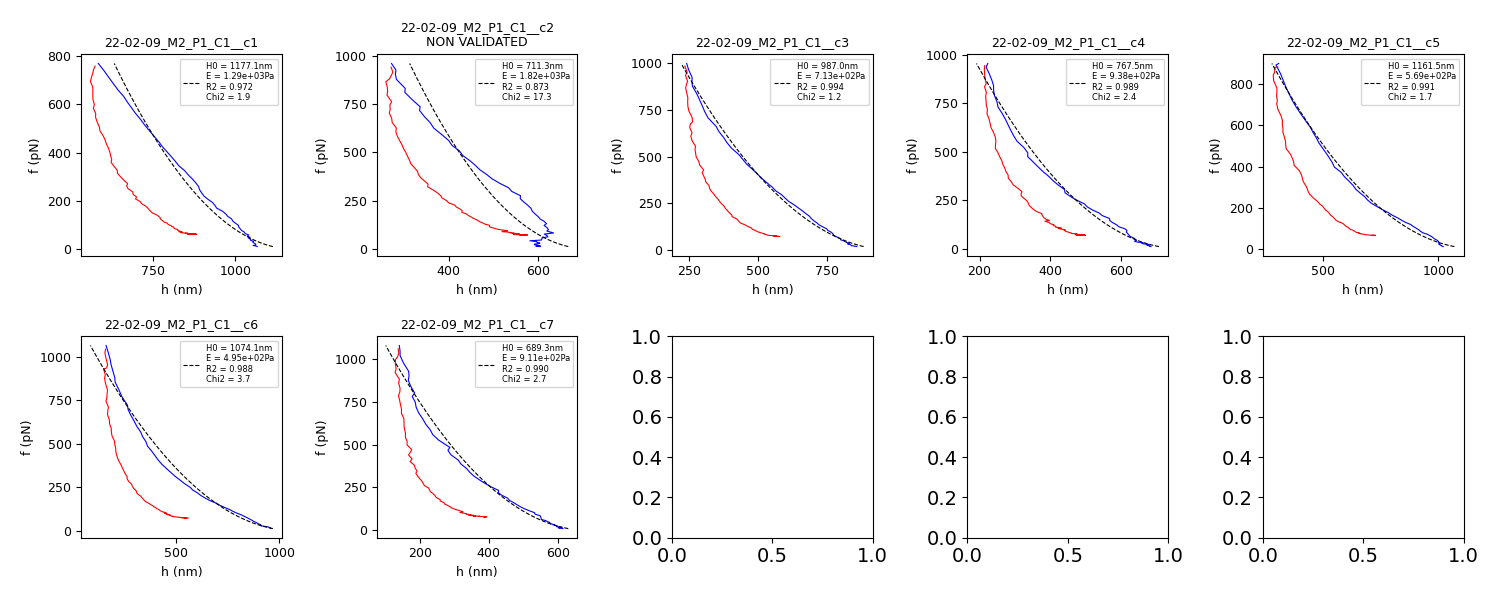 22-02-09_M2_P1_C1__c1
800
600
400
200
0
f (pN)
750
1000
h (nm)
H0 = 1177.1nm
E = 1.29e+03Pa
R2 = 0.972
Chi2 = 1.9
22-02-09_M2_P1_C1__c2
NON VALIDATED
1000
750
500
250
0
f (pN)
400
600
h (nm)
H0 = 711.3nm
E = 1.82e+03Pa
R2 = 0.873
Chi2 = 17.3
22-02-09_M2_P1_C1__c3
1000
750
500
250
0
f (pN)
250
500
750
h (nm)
H0 = 987.0nm
E = 7.13e+02Pa
R2 = 0.994
Chi2 = 1.2
22-02-09_M2_P1_C1__c4
1000
750
500
250
0
f (pN)
200
400
600
h (nm)
H0 = 767.5nm
E = 9.38e+02Pa
R2 = 0.989
Chi2 = 2.4
22-02-09_M2_P1_C1__c5
800
600
400
200
0
f (pN)
500
1000
h (nm)
H0 = 1161.5nm
E = 5.69e+02Pa
R2 = 0.991
Chi2 = 1.7
22-02-09_M2_P1_C1__c6
1000
750
500
250
0
f (pN)
500
1000
h (nm)
H0 = 1074.1nm
E = 4.95e+02Pa
R2 = 0.988
Chi2 = 3.7
22-02-09_M2_P1_C1__c7
1000
750
500
250
0
f (pN)
200
400
600
h (nm)
H0 = 689.3nm
E = 9.11e+02Pa
R2 = 0.990
Chi2 = 2.7
1.0
0.8
0.6
0.4
0.2
0.0
0.0
0.5
1.0
1.0
0.8
0.6
0.4
0.2
0.0
0.0
0.5
1.0
1.0
0.8
0.6
0.4
0.2
0.0
0.0
0.5
1.0